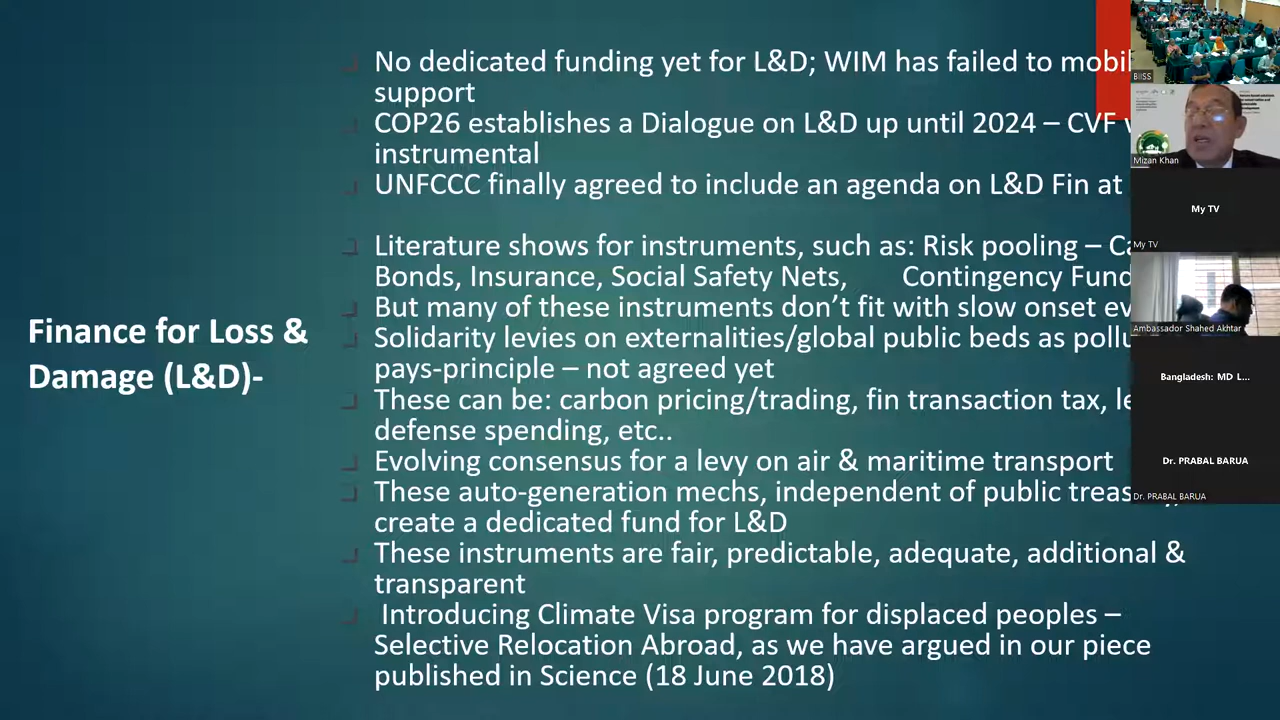 Finance for Loss &
Damage (L&D)-
No dedicated funding yet for L&D; WIM has failed to
support
COP26 establishes a Dialogue on L&D up until 2024 – CVF
instrumental
UNFCCC finally agreed to include an agenda on L&D Fin at
Literature shows for instruments, such as: Risk pooling –
Bonds, Insurance, Social Safety Nets, Contingency Fund
But many of these instruments don't fit with slow onset
Solidarity levies on externalities/global public beds as
pays-principle – not agreed yet
These can be: carbon pricing/trading, fin transaction tax,
defense spending, etc..
Evolving consensus for a levy on air & maritime transport
These auto-generation mechs, independent of public
create a dedicated fund for L&D
These instruments are fair, predictable, adequate, additional &
transparent
Introducing Climate Visa program for displaced peoples –
Selective Relocation Abroad, as we have argued in our piece
published in Science (18 June 2018)
BIISS
Mizan Khan
My TV
My TV
Ambassador Shahed Akhtar
Bangladesh: MD L...
Dr. PRABAL BARUA
Dr. PRABAL BARUA